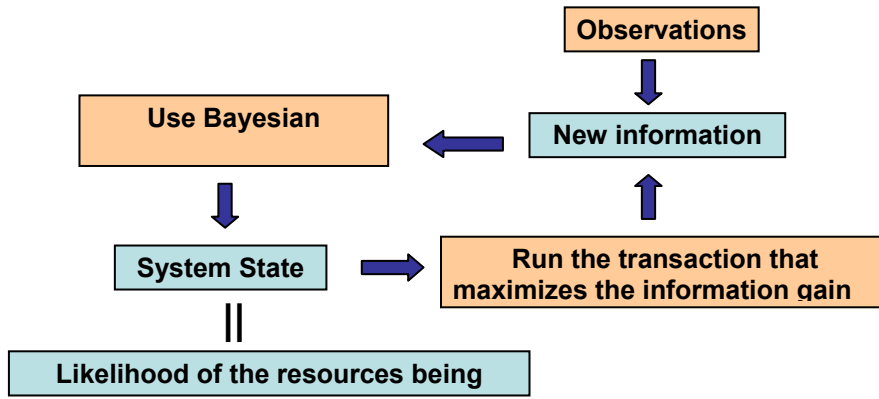 Observations
Use Bayesian
New information
System State
Run the transaction that
maximizes the information gain
Likelihood of the resources being